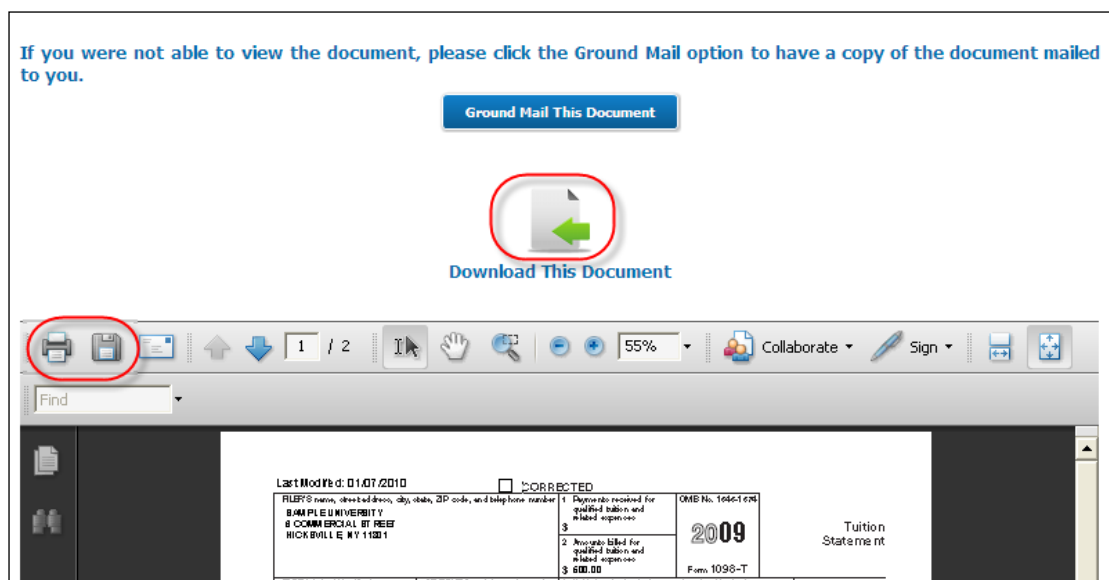 If you were not able to view the document, please click the Ground Mail option to have a copy of the document mailed
to you.
Ground Mail This Document
Download This Document
1 / 2 55% Collaborate Sign
Find
Last Modified: 01/07/2010 CORRECTED
FILER'S name, street address, city, state, ZIP code, and telephone number
SAMPLE UNIVERSITY
6 COMMERCIAL STREET
HICKSVILLE, NY 11801
1 Payments received for
qualified tuition and
related expenses
$
2 Amounts billed for
qualified tuition and
related expenses
$ 600.00
OMB No. 1545-1574
2009
Form 1098-T
Tuition
Statement